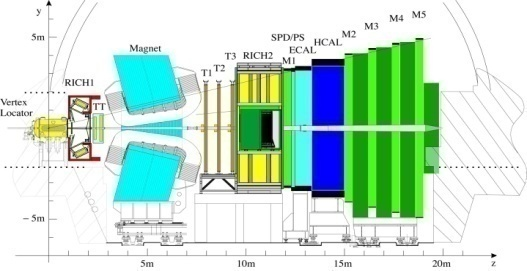 y
5m
Magnet
SPD/PS
ECAL
HCAL
M2
M3
M4
M5
T1
T2
T3
RICH2
M1
RICH1
TT
Vertex
Locator
– 5m
5m
10m
15m
20m
z